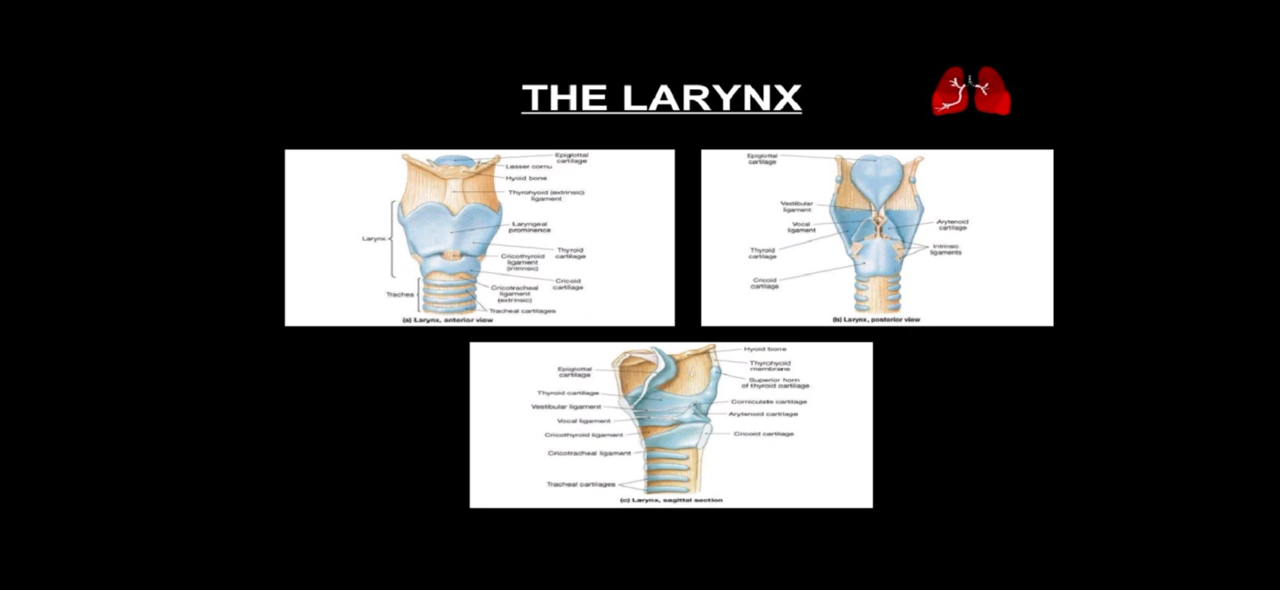 THE LARYNX
Epiglottal
cartilage
Lesser cornu
Hyoid bone
Thyrohyoid (extrinsic)
ligament
Laryngeal
prominence
Larynx
Thyroid
cartilage
Cricothyroid
ligament
(intrinsic)
Cricoid
cartilage
Cricotracheal
ligament
(extrinsic)
Trachea
Tracheal cartilages
(a) Larynx, anterior view
Epiglottal
cartilage
Vestibular
ligament
Vocal
ligament
Arytenoid
cartilage
Thyroid
cartilage
Intrinsic
ligaments
Cricoid
cartilage
(b) Larynx, posterior view
Hyoid bone
Epiglottal
cartilage
Thyrohyoid
membrane
Superior horn
of thyroid cartilage
Thyroid cartilage
Vestibular ligament
Corniculate cartilage
Vocal ligament
Arytenoid cartilage
Cricothyroid ligament
Cricoid cartilage
Cricotracheal ligament
Tracheal cartilages
(c) Larynx, sagittal section